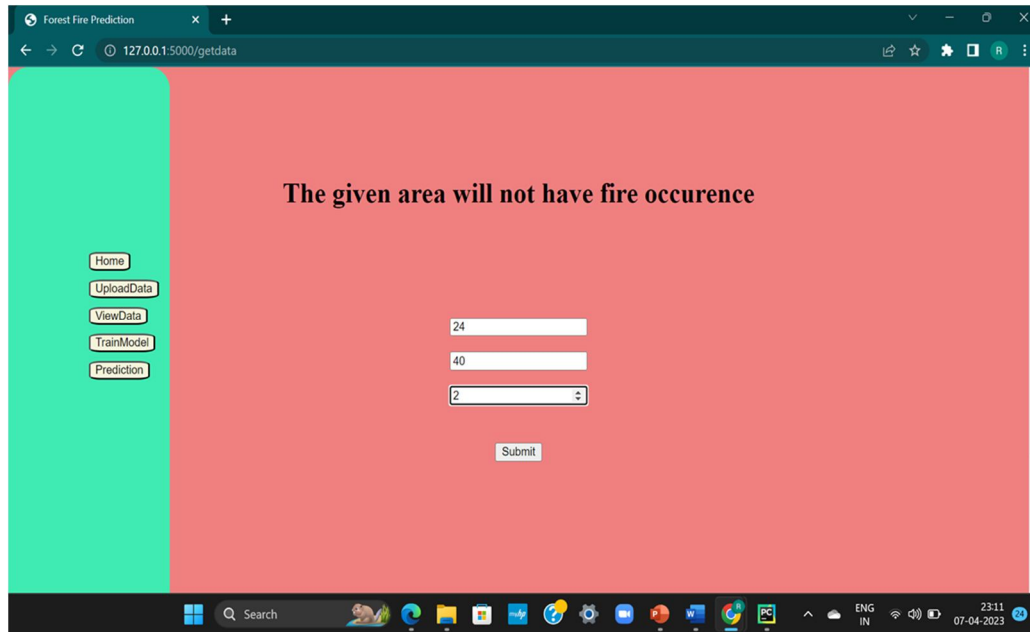 Forest Fire Prediction
127.0.0.1:5000/getdata
R
The given area will not have fire occurence
Home
UploadData
ViewData
TrainModel
Prediction
24
40
2
Submit
Search
ENG
IN
23:11
07-04-2023
24